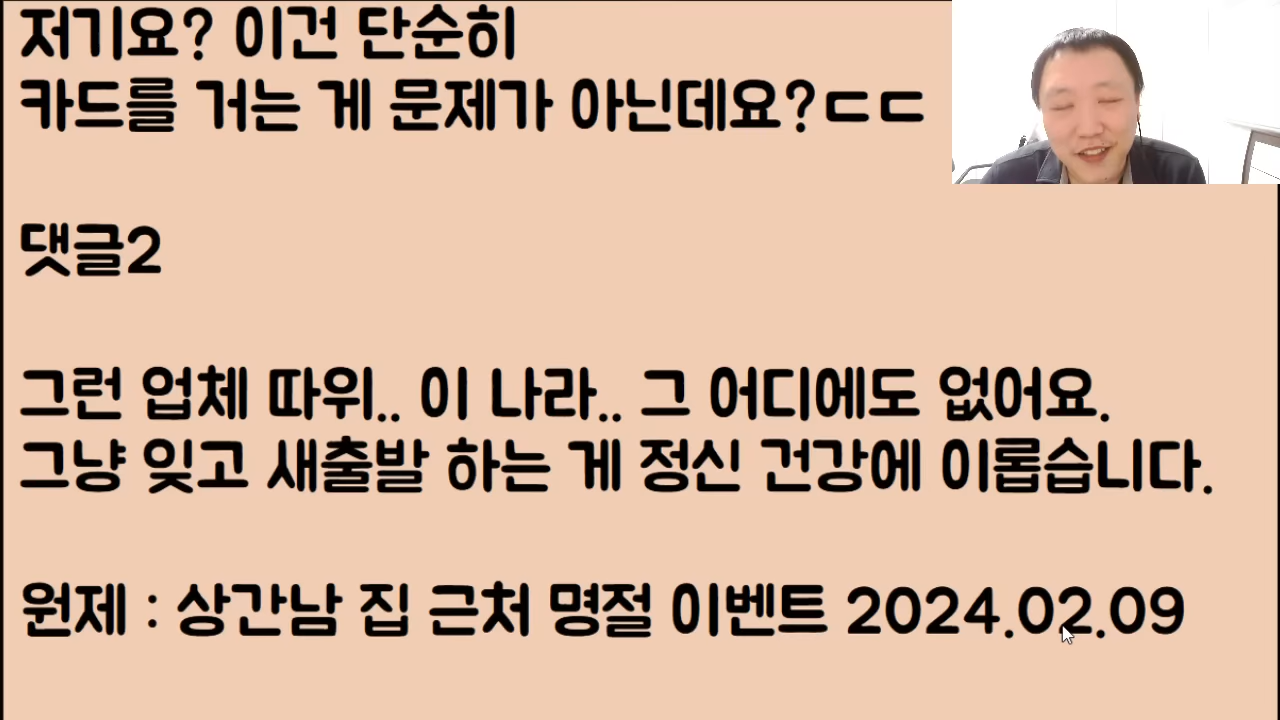 저기요? 이건 단순히
카드를 거는 게 문제가 아닌데요?ㄷㄷ
댓글2
그런 업체 따위.. 이 나라.. 그 어디에도 없어요.
그냥 잊고 새출발 하는 게 정신 건강에 이롭습니다.
원제 : 상간남 집 근처 명절 이벤트 2024.02.09